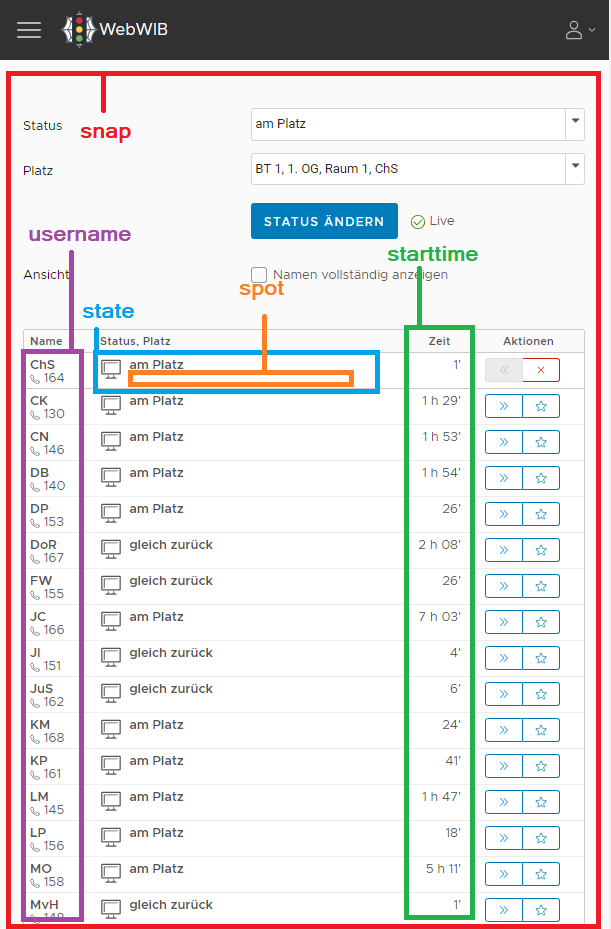 WebWIB
Status
am Platz
snap
Platz
BT 1, 1. OG, Raum 1, ChS
STATUS ÄNDERN
Live
username
starttime
Ansicht
Namen vollständig anzeigen
spot
state
Name Status, Platz Zeit Aktionen
ChS am Platz 1'
164
CK am Platz 1 h 29'
130
CN am Platz 1 h 53'
146
DB am Platz 1 h 54'
140
DP am Platz 26'
153
DoR gleich zurück 2 h 08'
167
FW gleich zurück 26'
155
JC am Platz 7 h 03'
166
JI gleich zurück 4'
151
JuS gleich zurück 6'
162
KM am Platz 24'
168
KP am Platz 41'
161
LM am Platz 1 h 47'
145
LP am Platz 18'
156
MO am Platz 5 h 11'
158
MvH gleich zurück 1'
148